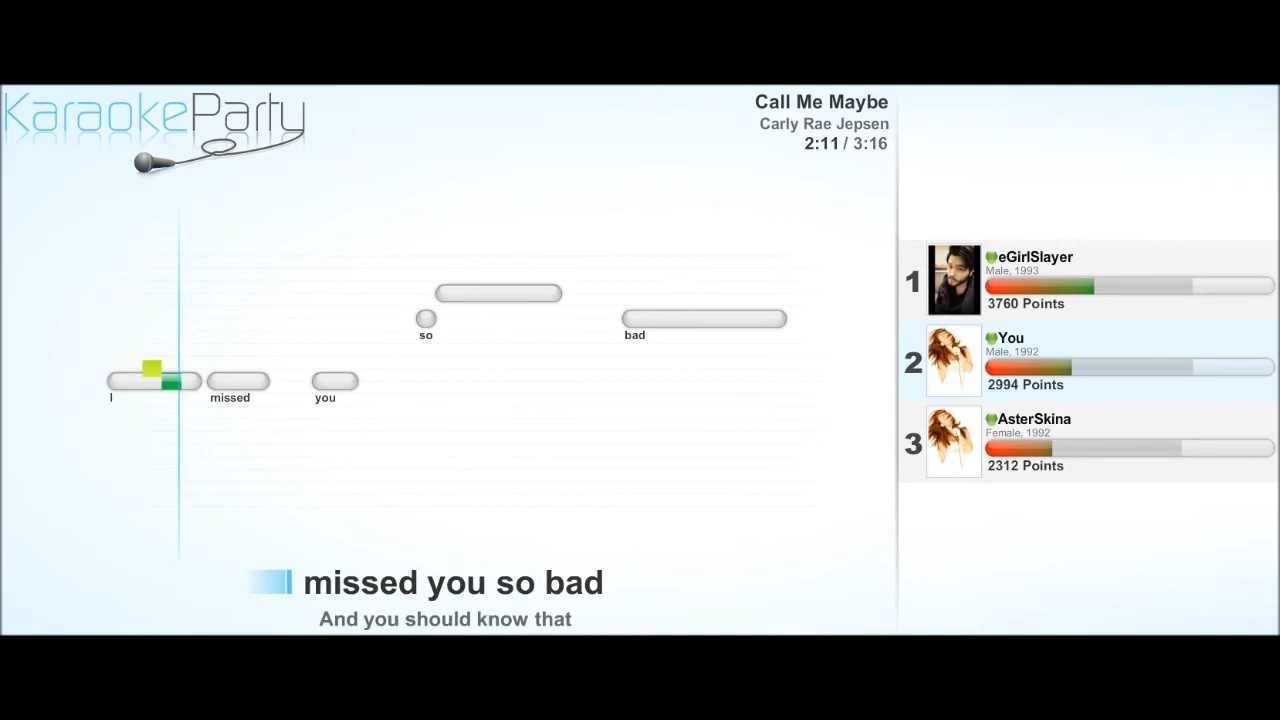 KaraokeParty
Call Me Maybe
Carly Rae Jepsen
2:11 / 3:16
so
bad
I
missed
you
missed you so bad
And you should know that
1
eGirlSlayer
Male, 1993
3760 Points
2
You
Male, 1992
2994 Points
3
AsterSkina
Female, 1992
2312 Points